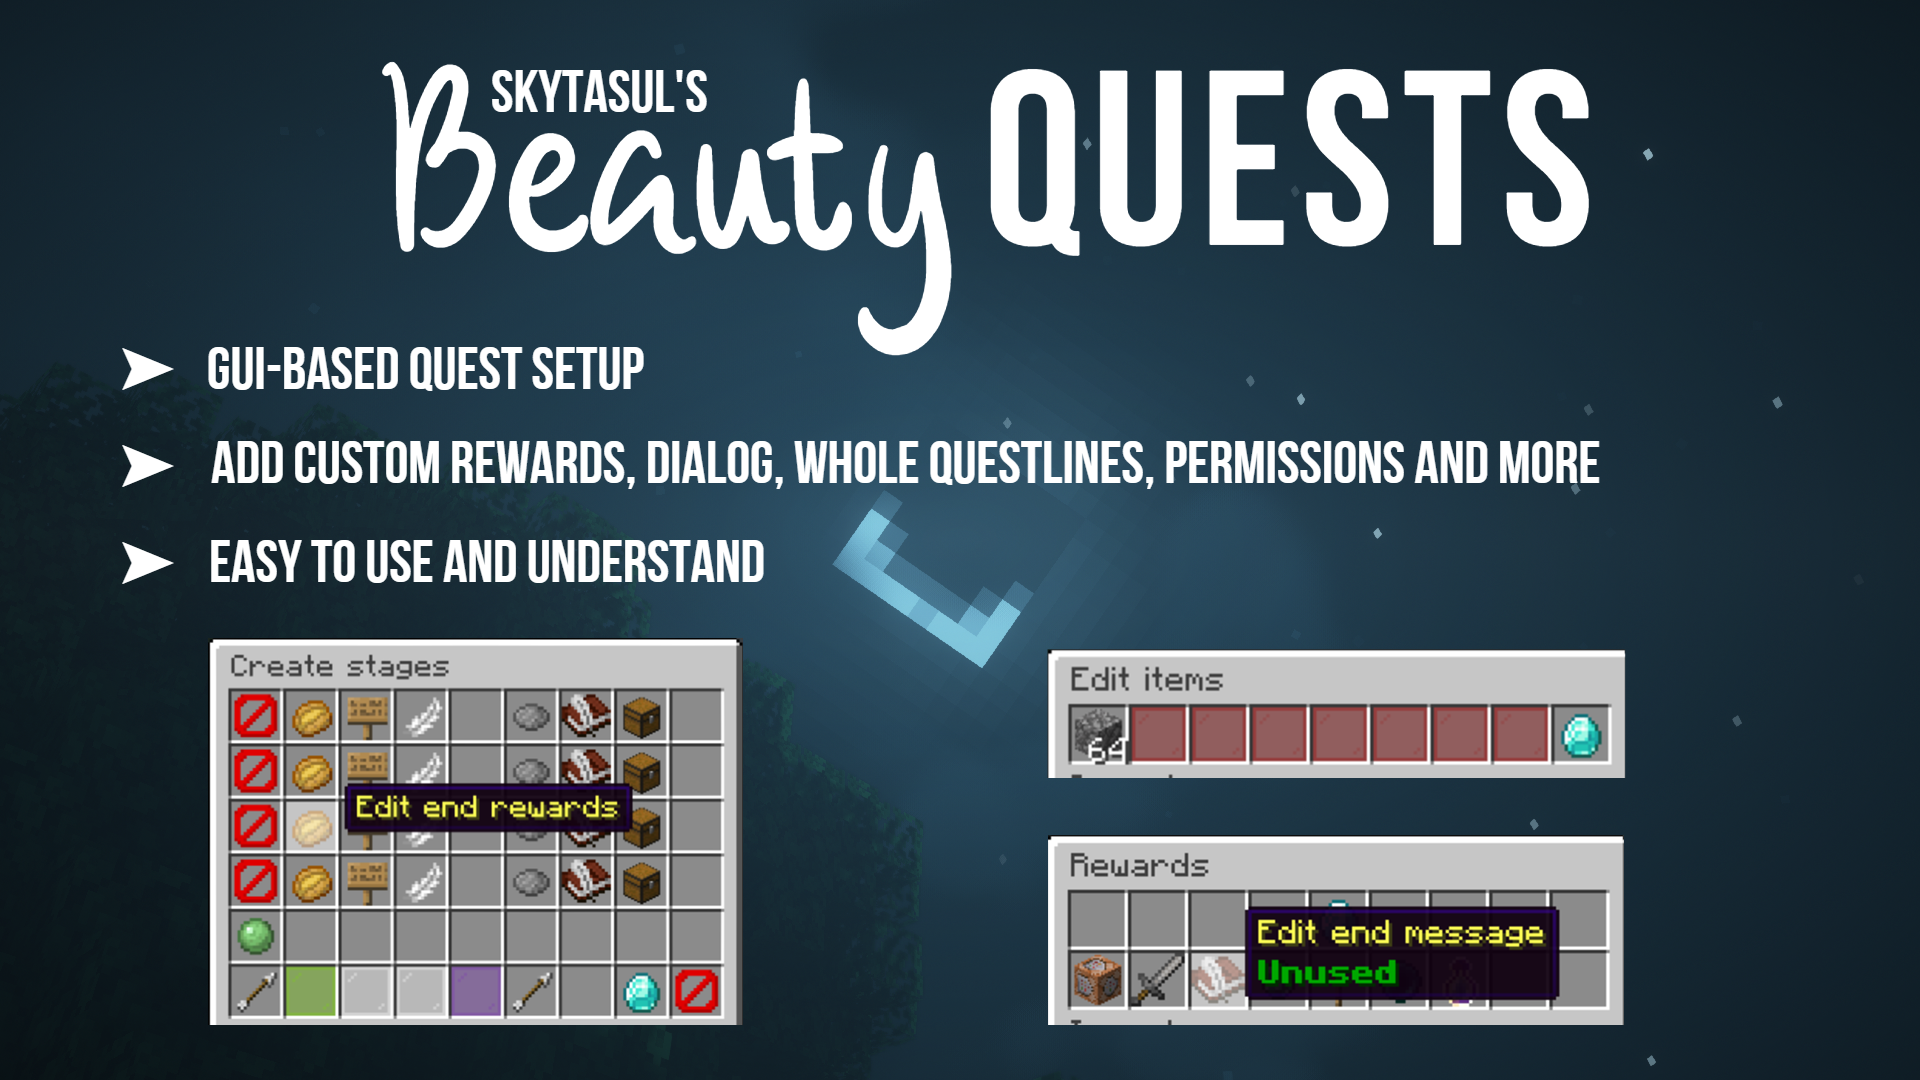 SKYTASUL'S
Beauty QUESTS
GUI-BASED QUEST SETUP
ADD CUSTOM REWARDS, DIALOG, WHOLE QUESTLINES, PERMISSIONS AND MORE
EASY TO USE AND UNDERSTAND
Create stages
Edit end rewards
Edit items
64
Rewards
Edit end message
Unused